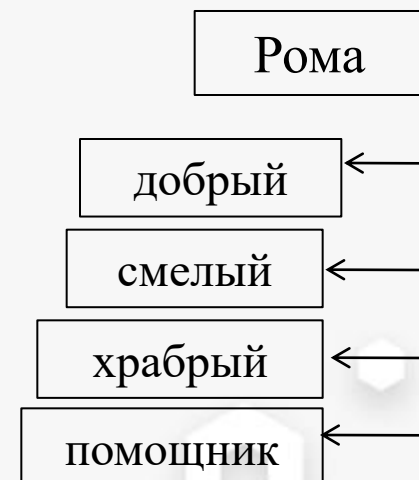 Рома
добрый
смелый
храбрый
помощник